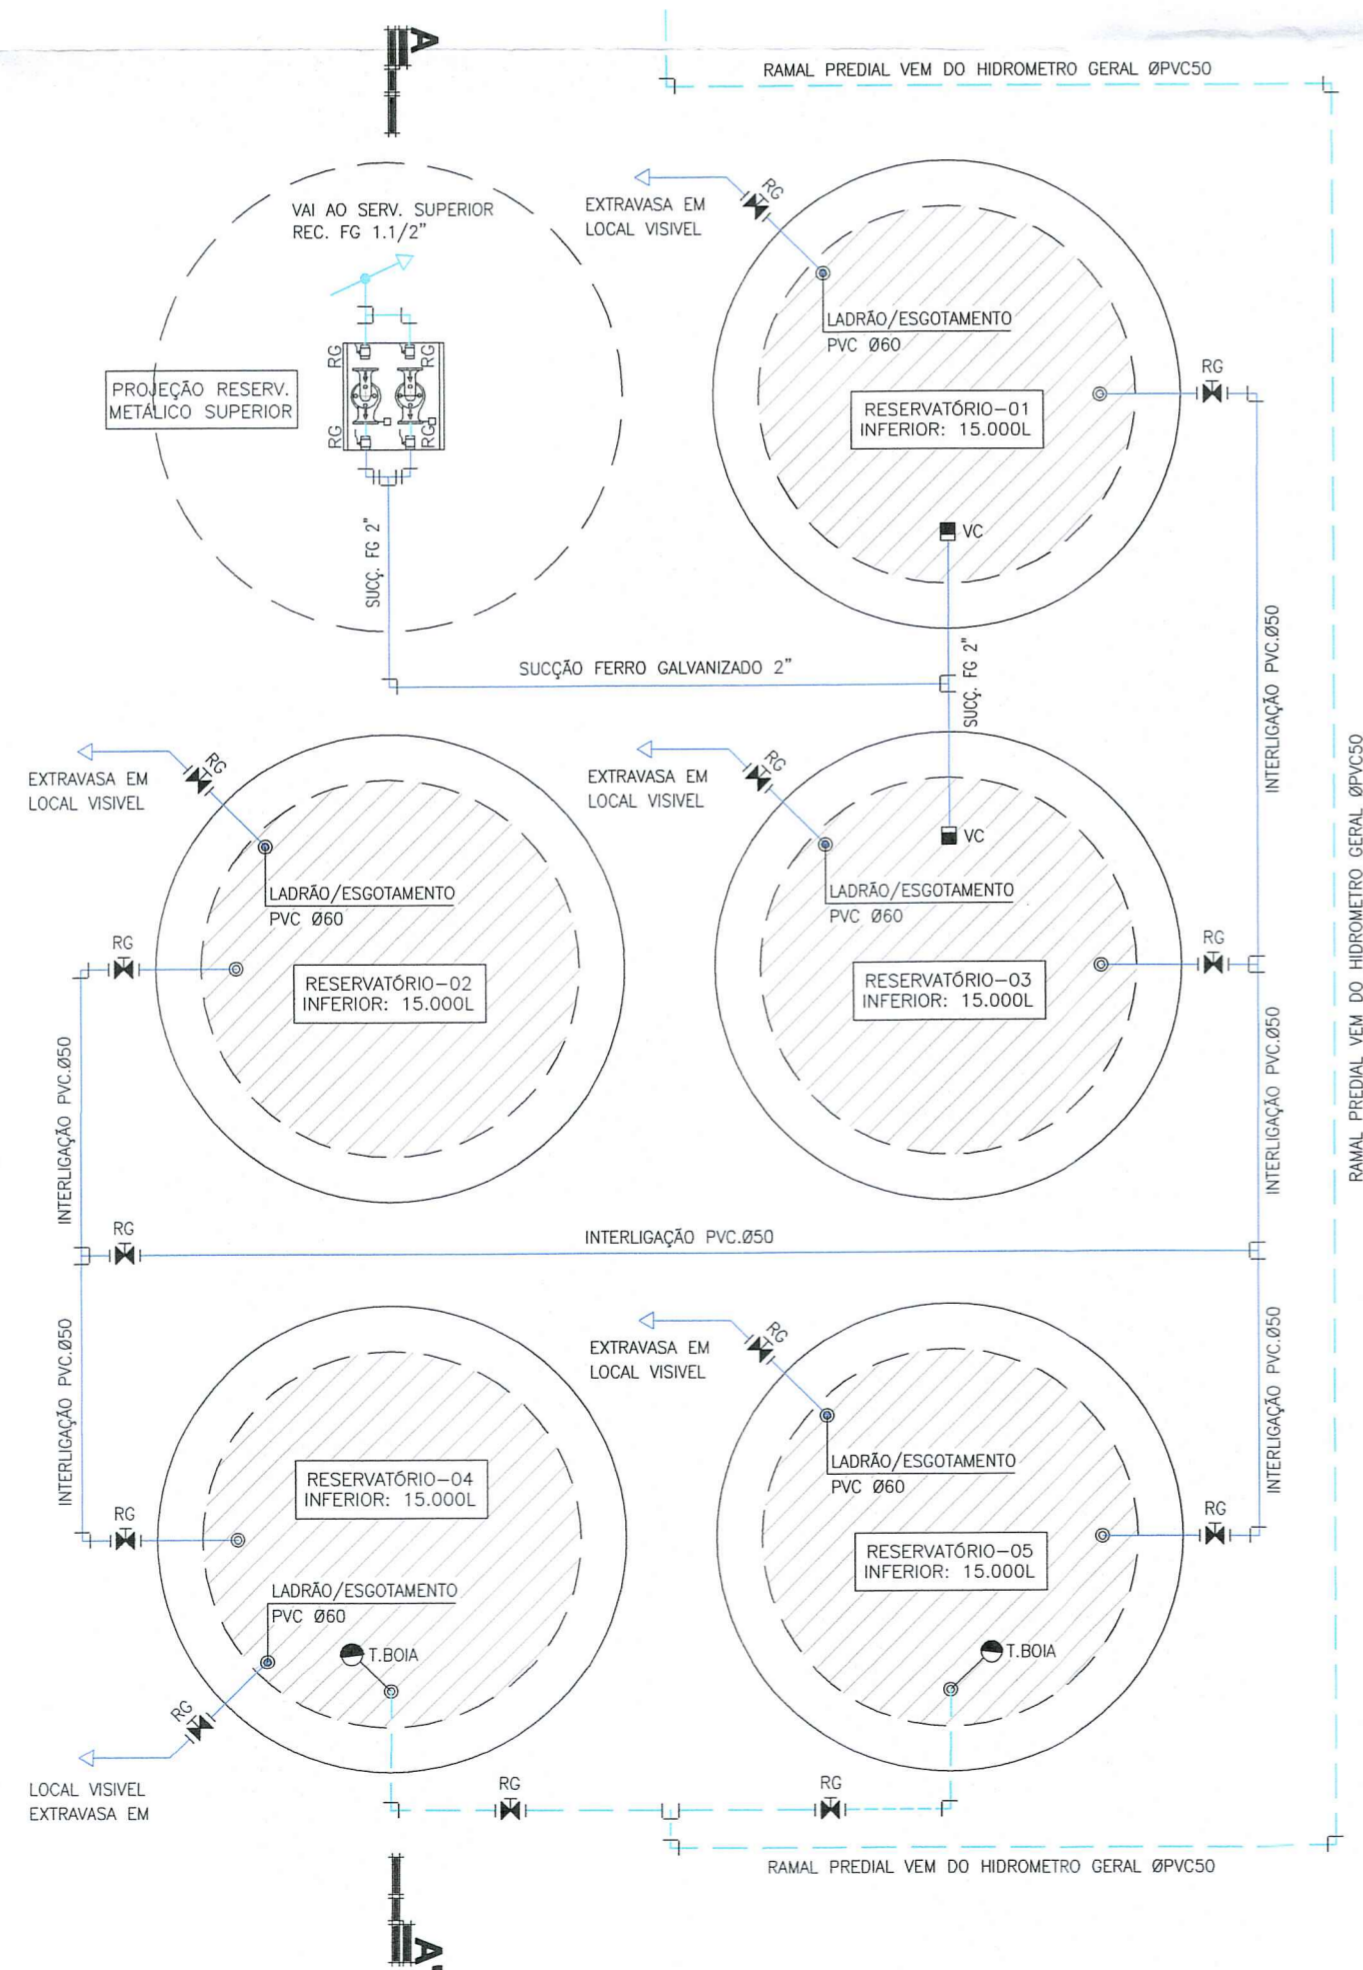 A
RAMAL PREDIAL VEM DO HIDROMETRO GERAL ØPVC50
VAI AO SERV. SUPERIOR
REC. FG 1.1/2"
EXTRAVASA EM
LOCAL VISIVEL
RG
LADRÃO/ESGOTAMENTO
PVC Ø60
RG
RG
RG
RG
PROJEÇÃO RESERV.
METÁLICO SUPERIOR
RESERVATÓRIO-01
INFERIOR: 15.000L
RG
VC
SUCÇ. FG 2"
SUCÇÃO FERRO GALVANIZADO 2"
SUCÇ. FG 2"
INTERLIGAÇÃO PVC.Ø50
RAMAL PREDIAL VEM DO HIDROMETRO GERAL ØPVC50
EXTRAVASA EM
LOCAL VISIVEL
RG
LADRÃO/ESGOTAMENTO
PVC Ø60
RG
RESERVATÓRIO-02
INFERIOR: 15.000L
EXTRAVASA EM
LOCAL VISIVEL
RG
VC
LADRÃO/ESGOTAMENTO
PVC Ø60
RESERVATÓRIO-03
INFERIOR: 15.000L
RG
INTERLIGAÇÃO PVC.Ø50
INTERLIGAÇÃO PVC.Ø50
RG
INTERLIGAÇÃO PVC.Ø50
INTERLIGAÇÃO PVC.Ø50
INTERLIGAÇÃO PVC.Ø50
EXTRAVASA EM
LOCAL VISIVEL
RG
RESERVATÓRIO-04
INFERIOR: 15.000L
RG
LADRÃO/ESGOTAMENTO
PVC Ø60
T.BOIA
RG
LOCAL VISIVEL
EXTRAVASA EM
LADRÃO/ESGOTAMENTO
PVC Ø60
RESERVATÓRIO-05
INFERIOR: 15.000L
RG
T.BOIA
RG
RG
RAMAL PREDIAL VEM DO HIDROMETRO GERAL ØPVC50
A'